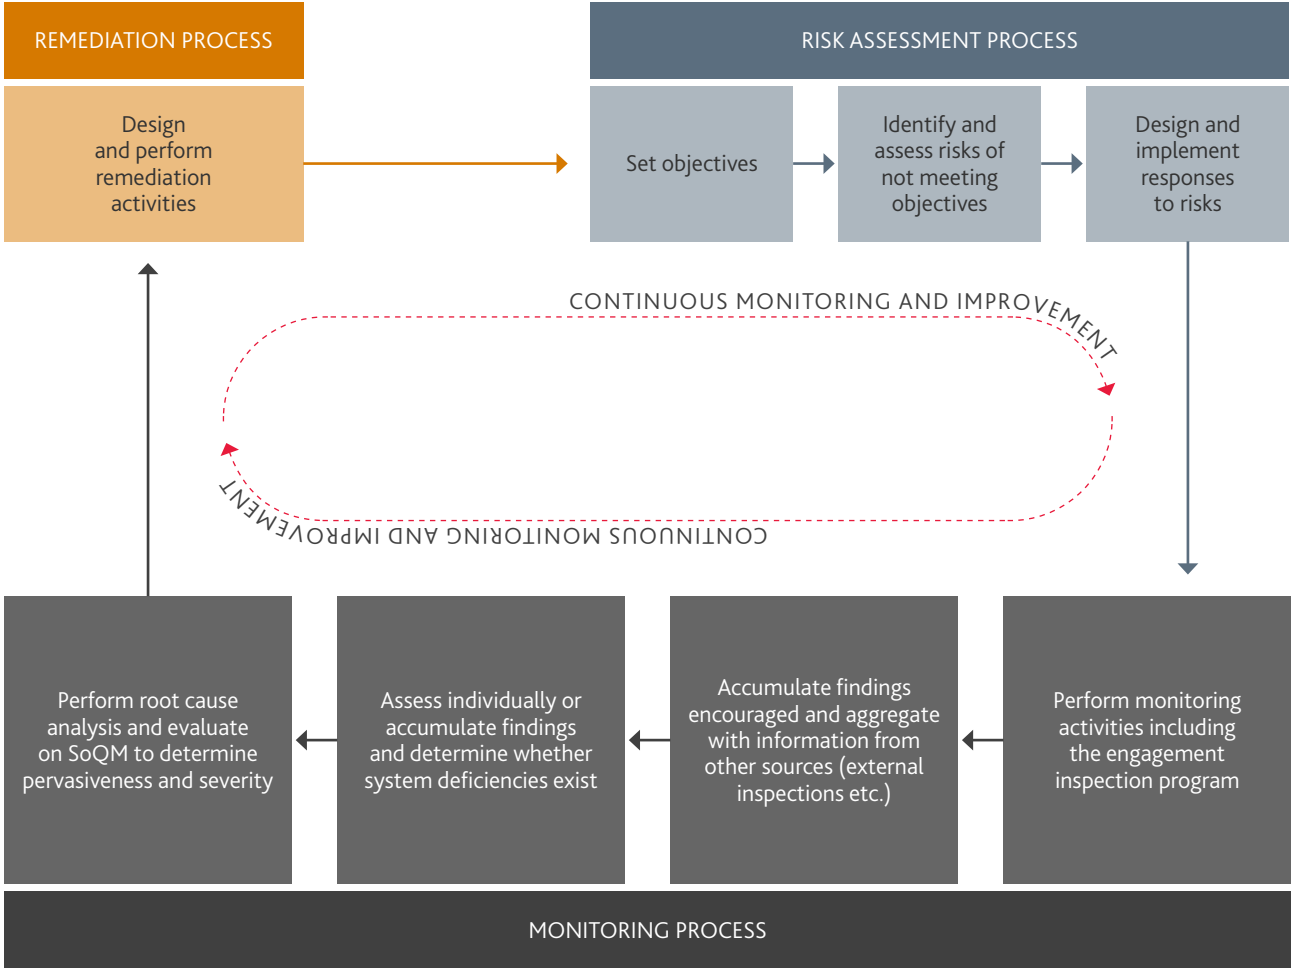 REMEDIATION PROCESS
RISK ASSESSMENT PROCESS
Design
and perform
remediation
activities
Set objectives
Identify and
assess risks of
not meeting
objectives
Design and
implement
responses
to risks
CONTINUOUS MONITORING AND IMPROVEMENT
CONTINUOUS MONITORING AND IMPROVEMENT
Perform root cause
analysis and evaluate
on SoQM to determine
pervasiveness and severity
Assess individually or
accumulate findings
and determine whether
system deficiencies exist
Accumulate findings
encouraged and aggregate
with information from
other sources (external
inspections etc.)
Perform monitoring
activities including
the engagement
inspection program
MONITORING PROCESS